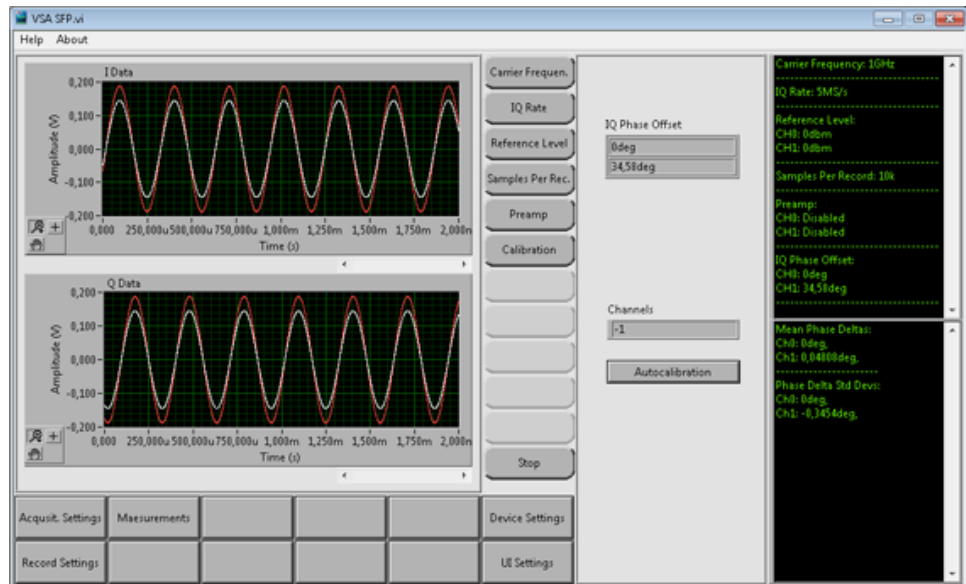 VSA SFP.vi
Help About
I Data
Amplitude (V)
0,200
0,100
0,000
-0,100
-0,200
0,000 250,000u 500,000u 750,000u 1,000m 1,250m 1,500m 1,750m 2,000n
Time (s)
Q Data
Amplitude (V)
0,200
0,100
0,000
-0,100
-0,200
0,000 250,000u 500,000u 750,000u 1,000m 1,250m 1,500m 1,750m 2,000n
Time (s)
Carrier Frequen.
IQ Rate
Reference Level
Samples Per Rec.
Preamp
Calibration
Stop
IQ Phase Offset
0deg
34,58deg
Channels
-1
Autocalibration
Carrier Frequency: 1GHz
IQ Rate: 5MS/s
Reference Level:
CH0: 0dbm
CH1: 0dbm
Samples Per Record: 10k
Preamp:
CH0: Disabled
CH1: Disabled
IQ Phase Offset:
CH0: 0deg
CH1: 34,58deg
Mean Phase Deltas:
Ch0: 0deg,
Ch1: 0,04808deg,
Phase Delta Std Devs:
Ch0: 0deg,
Ch1: -0,3454deg,
Acqusit. Settings
Maesurements
Device Settings
Record Settings
UI Settings